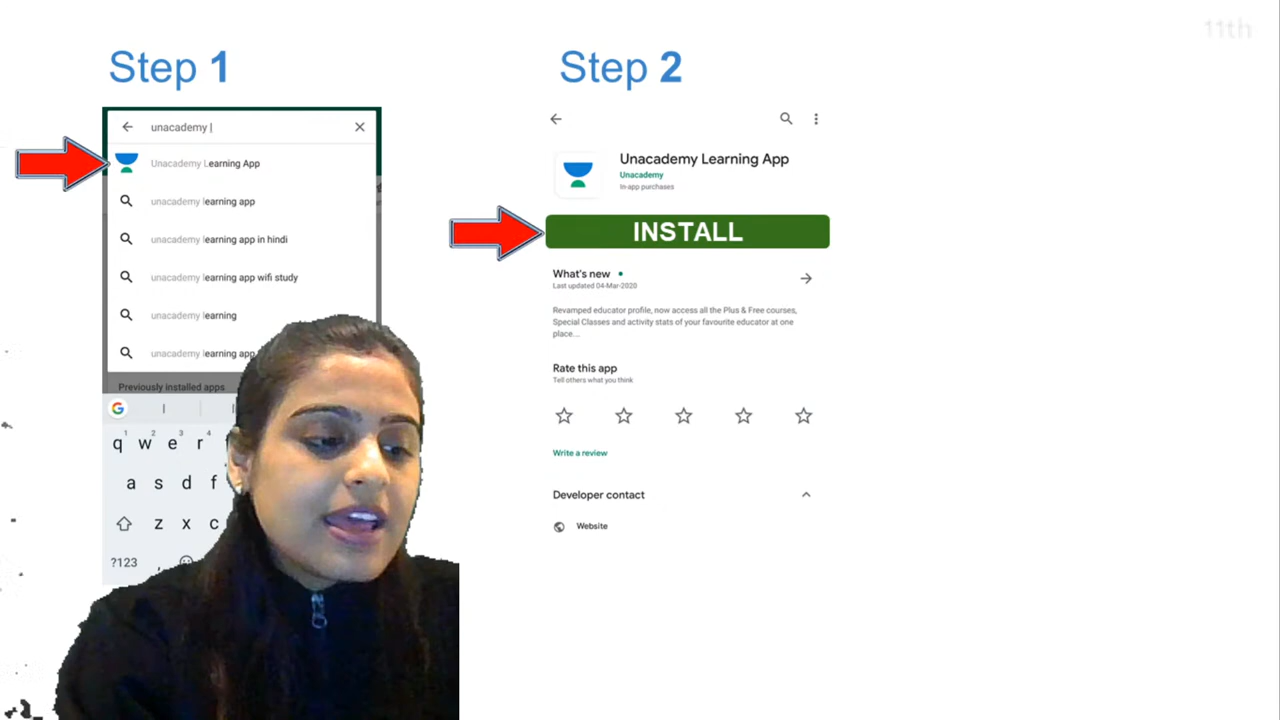 11th
Step 1
unacademy
Unacademy Learning App
unacademy learning app
unacademy learning app in hindi
unacademy learning app wifi study
unacademy learning
unacademy learning app
Previously installed apps
q1 w2 e3 r4
a s d f
z x c
?123 ,
Step 2
Unacademy Learning App
Unacademy
In-app purchases
INSTALL
What's new
Last updated 04-Mar-2020
Revamped educator profile, now access all the Plus & Free courses,
Special Classes and activity stats of your favourite educator at one
place...
Rate this app
Tell others what you think
Write a review
Developer contact
Website